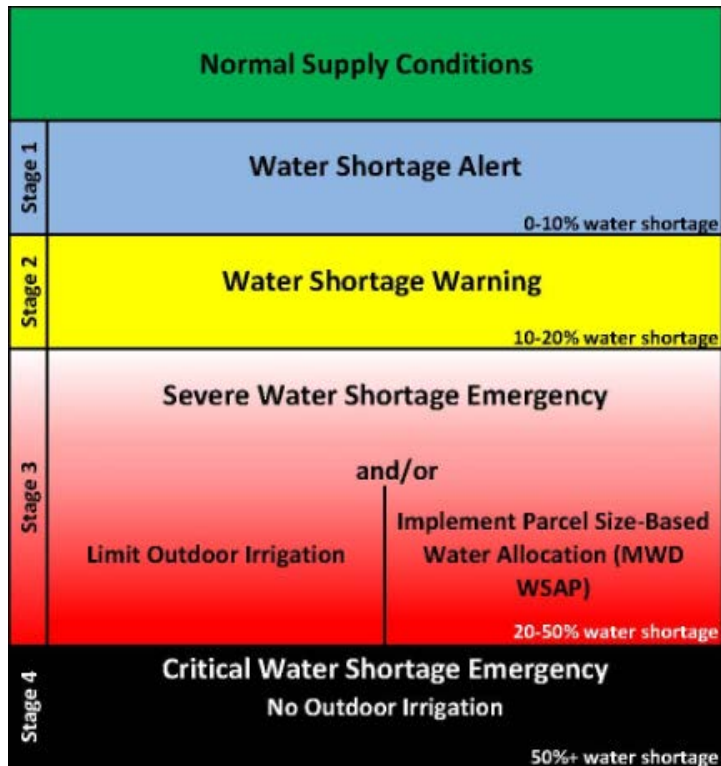 Normal Supply Conditions
Stage 1
Water Shortage Alert
0-10% water shortage
Stage 2
Water Shortage Warning
10-20% water shortage
Stage 3
Severe Water Shortage Emergency
and/or
Limit Outdoor Irrigation
Implement Parcel Size-Based
Water Allocation (MWD
WSAP)
20-50% water shortage
Stage 4
Critical Water Shortage Emergency
No Outdoor Irrigation
50%+ water shortage